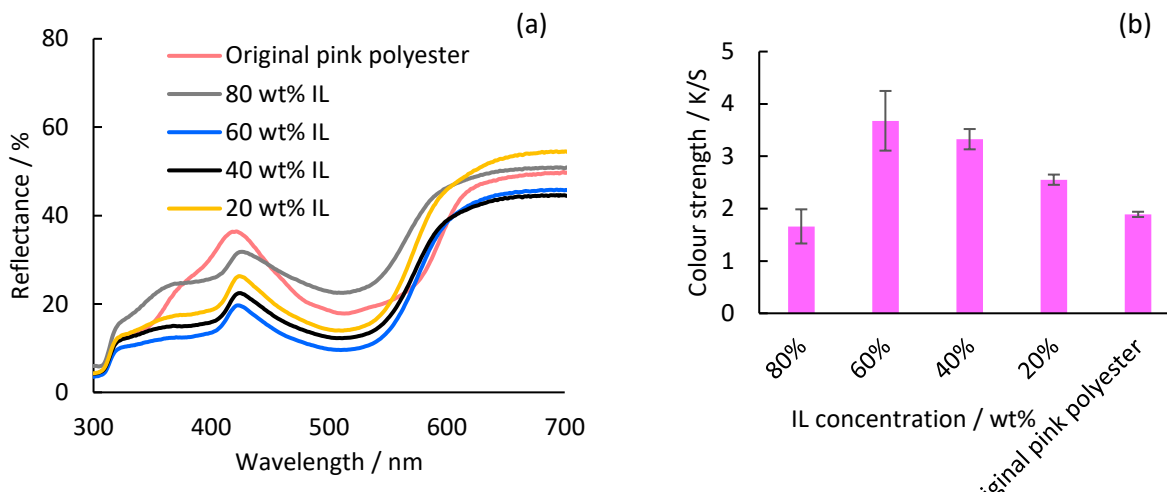 (a)
80
60
40
20
0
Reflectance / %
Original pink polyester
80 wt% IL
60 wt% IL
40 wt% IL
20 wt% IL
300
400
500
600
700
Wavelength / nm
(b)
5
4
3
2
1
0
Colour strength / K/S
80%
60%
40%
20%
iginal pink polyester
IL concentration / wt%